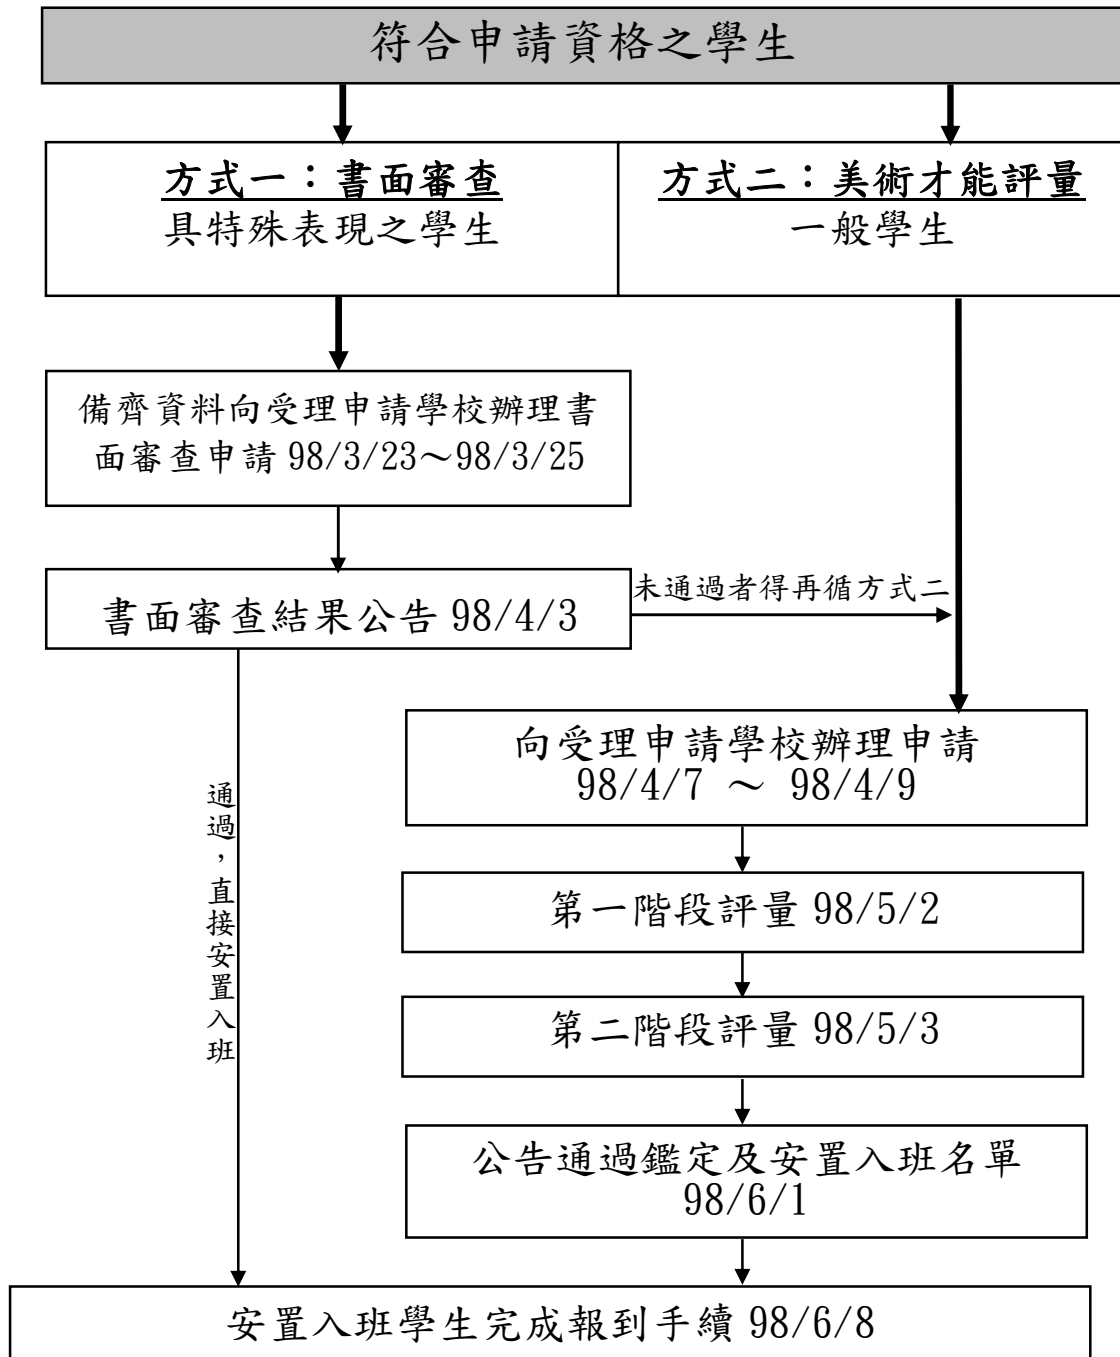 符合申請資格之學生
方式一：書面審查
具特殊表現之學生
方式二：美術才能評量
一般學生
備齊資料向受理申請學校辦理書
面審查申請 98/3/23～98/3/25
書面審查結果公告 98/4/3
未通過者得再循方式二
通過，直接安置入班
向受理申請學校辦理申請
98/4/7 ～ 98/4/9
第一階段評量 98/5/2
第二階段評量 98/5/3
公告通過鑑定及安置入班名單
98/6/1
安置入班學生完成報到手續 98/6/8